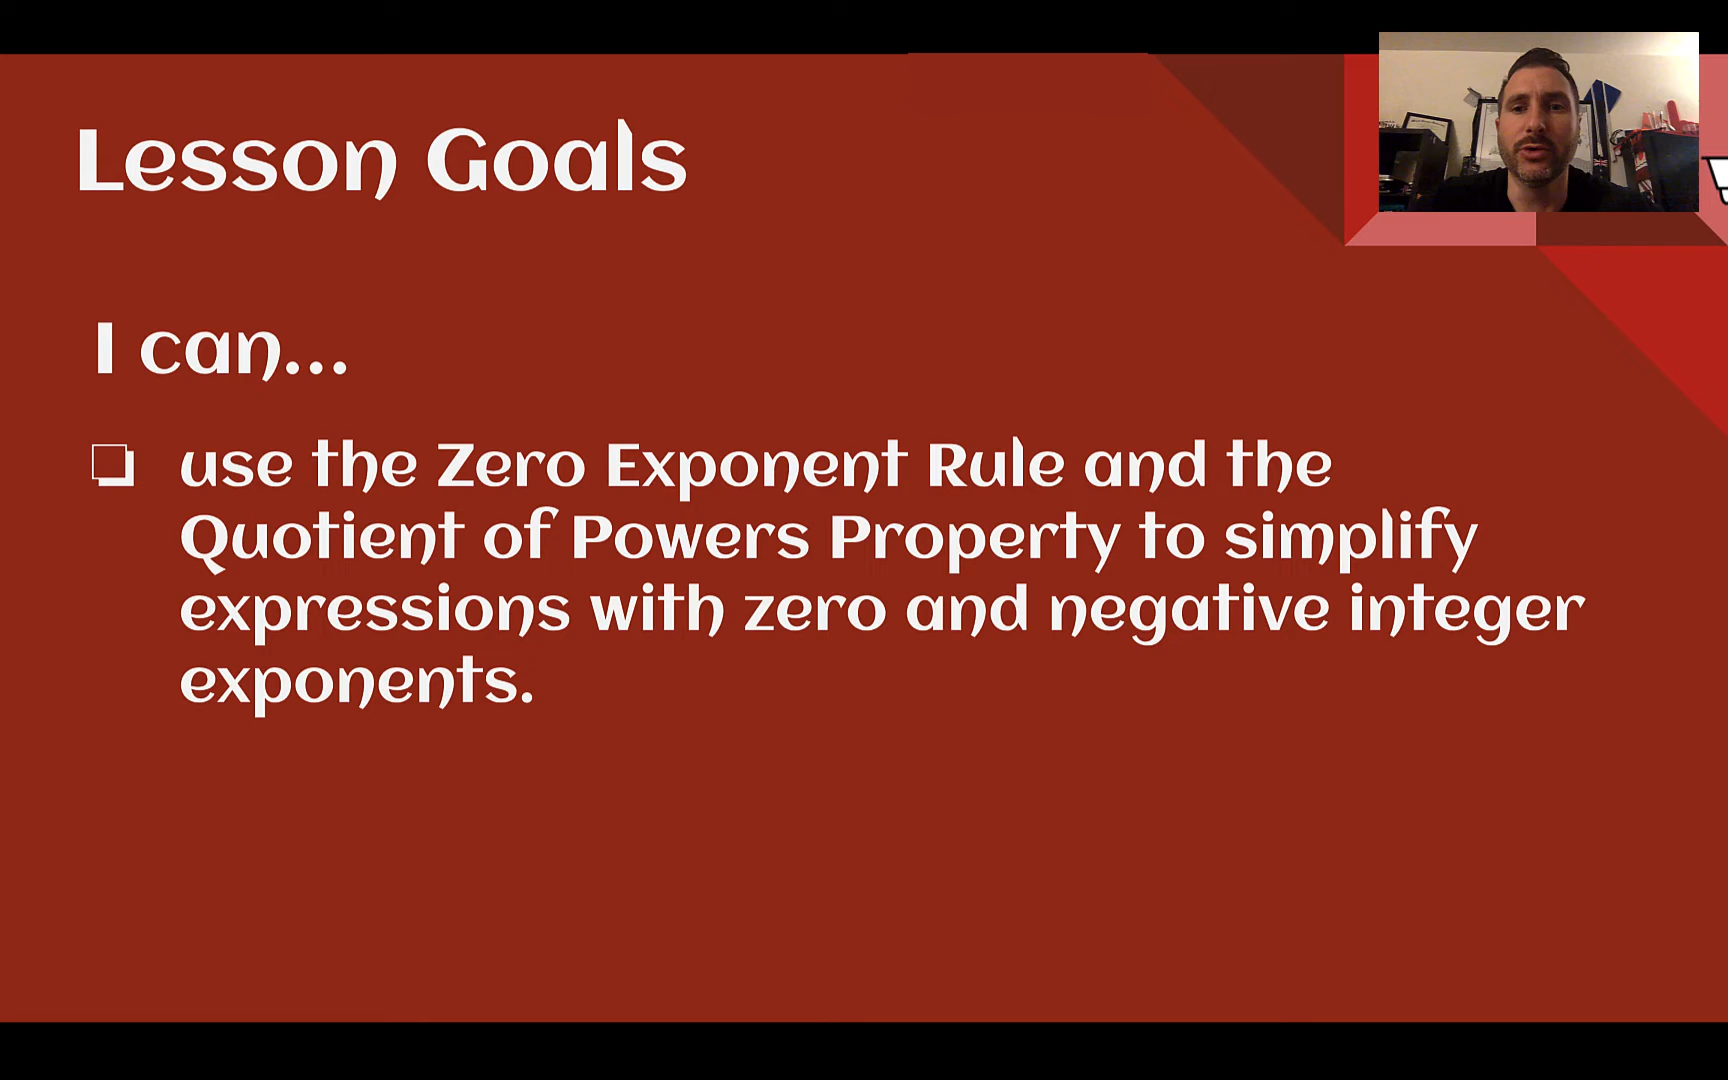 Lesson Goals
I can...
use the Zero Exponent Rule and the
Quotient of Powers Property to simplify
expressions with zero and negative integer
exponents.